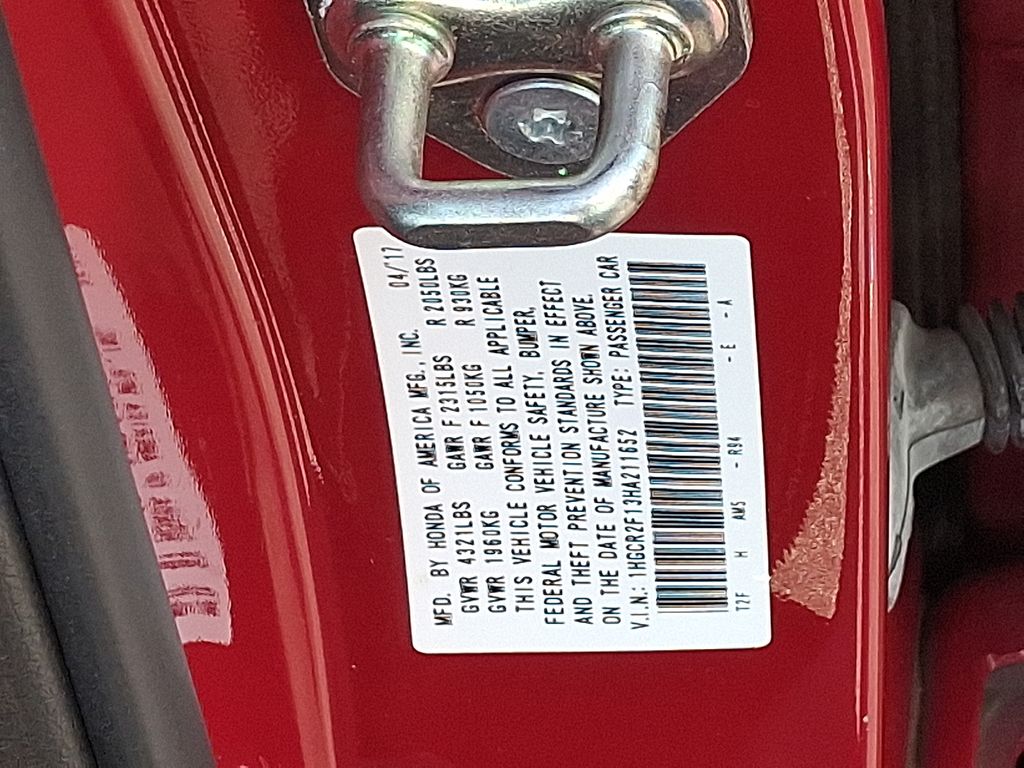 MFD. BY HONDA OF AMERICA MFG., INC. 04/'17
GVWR 4321LBS GAWR F 2315LBS R 2050LBS
GVWR 1960KG GAWR F 1050KG R 930KG
THIS VEHICLE CONFORMS TO ALL APPLICABLE
FEDERAL MOTOR VEHICLE SAFETY, BUMPER,
AND THEFT PREVENTION STANDARDS IN EFFECT
ON THE DATE OF MANUFACTURE SHOWN ABOVE.
V.I.N.: 1HGCR2F13HA211652 TYPE: PASSENGER CAR
T2F H AM5 - R94 - E - A